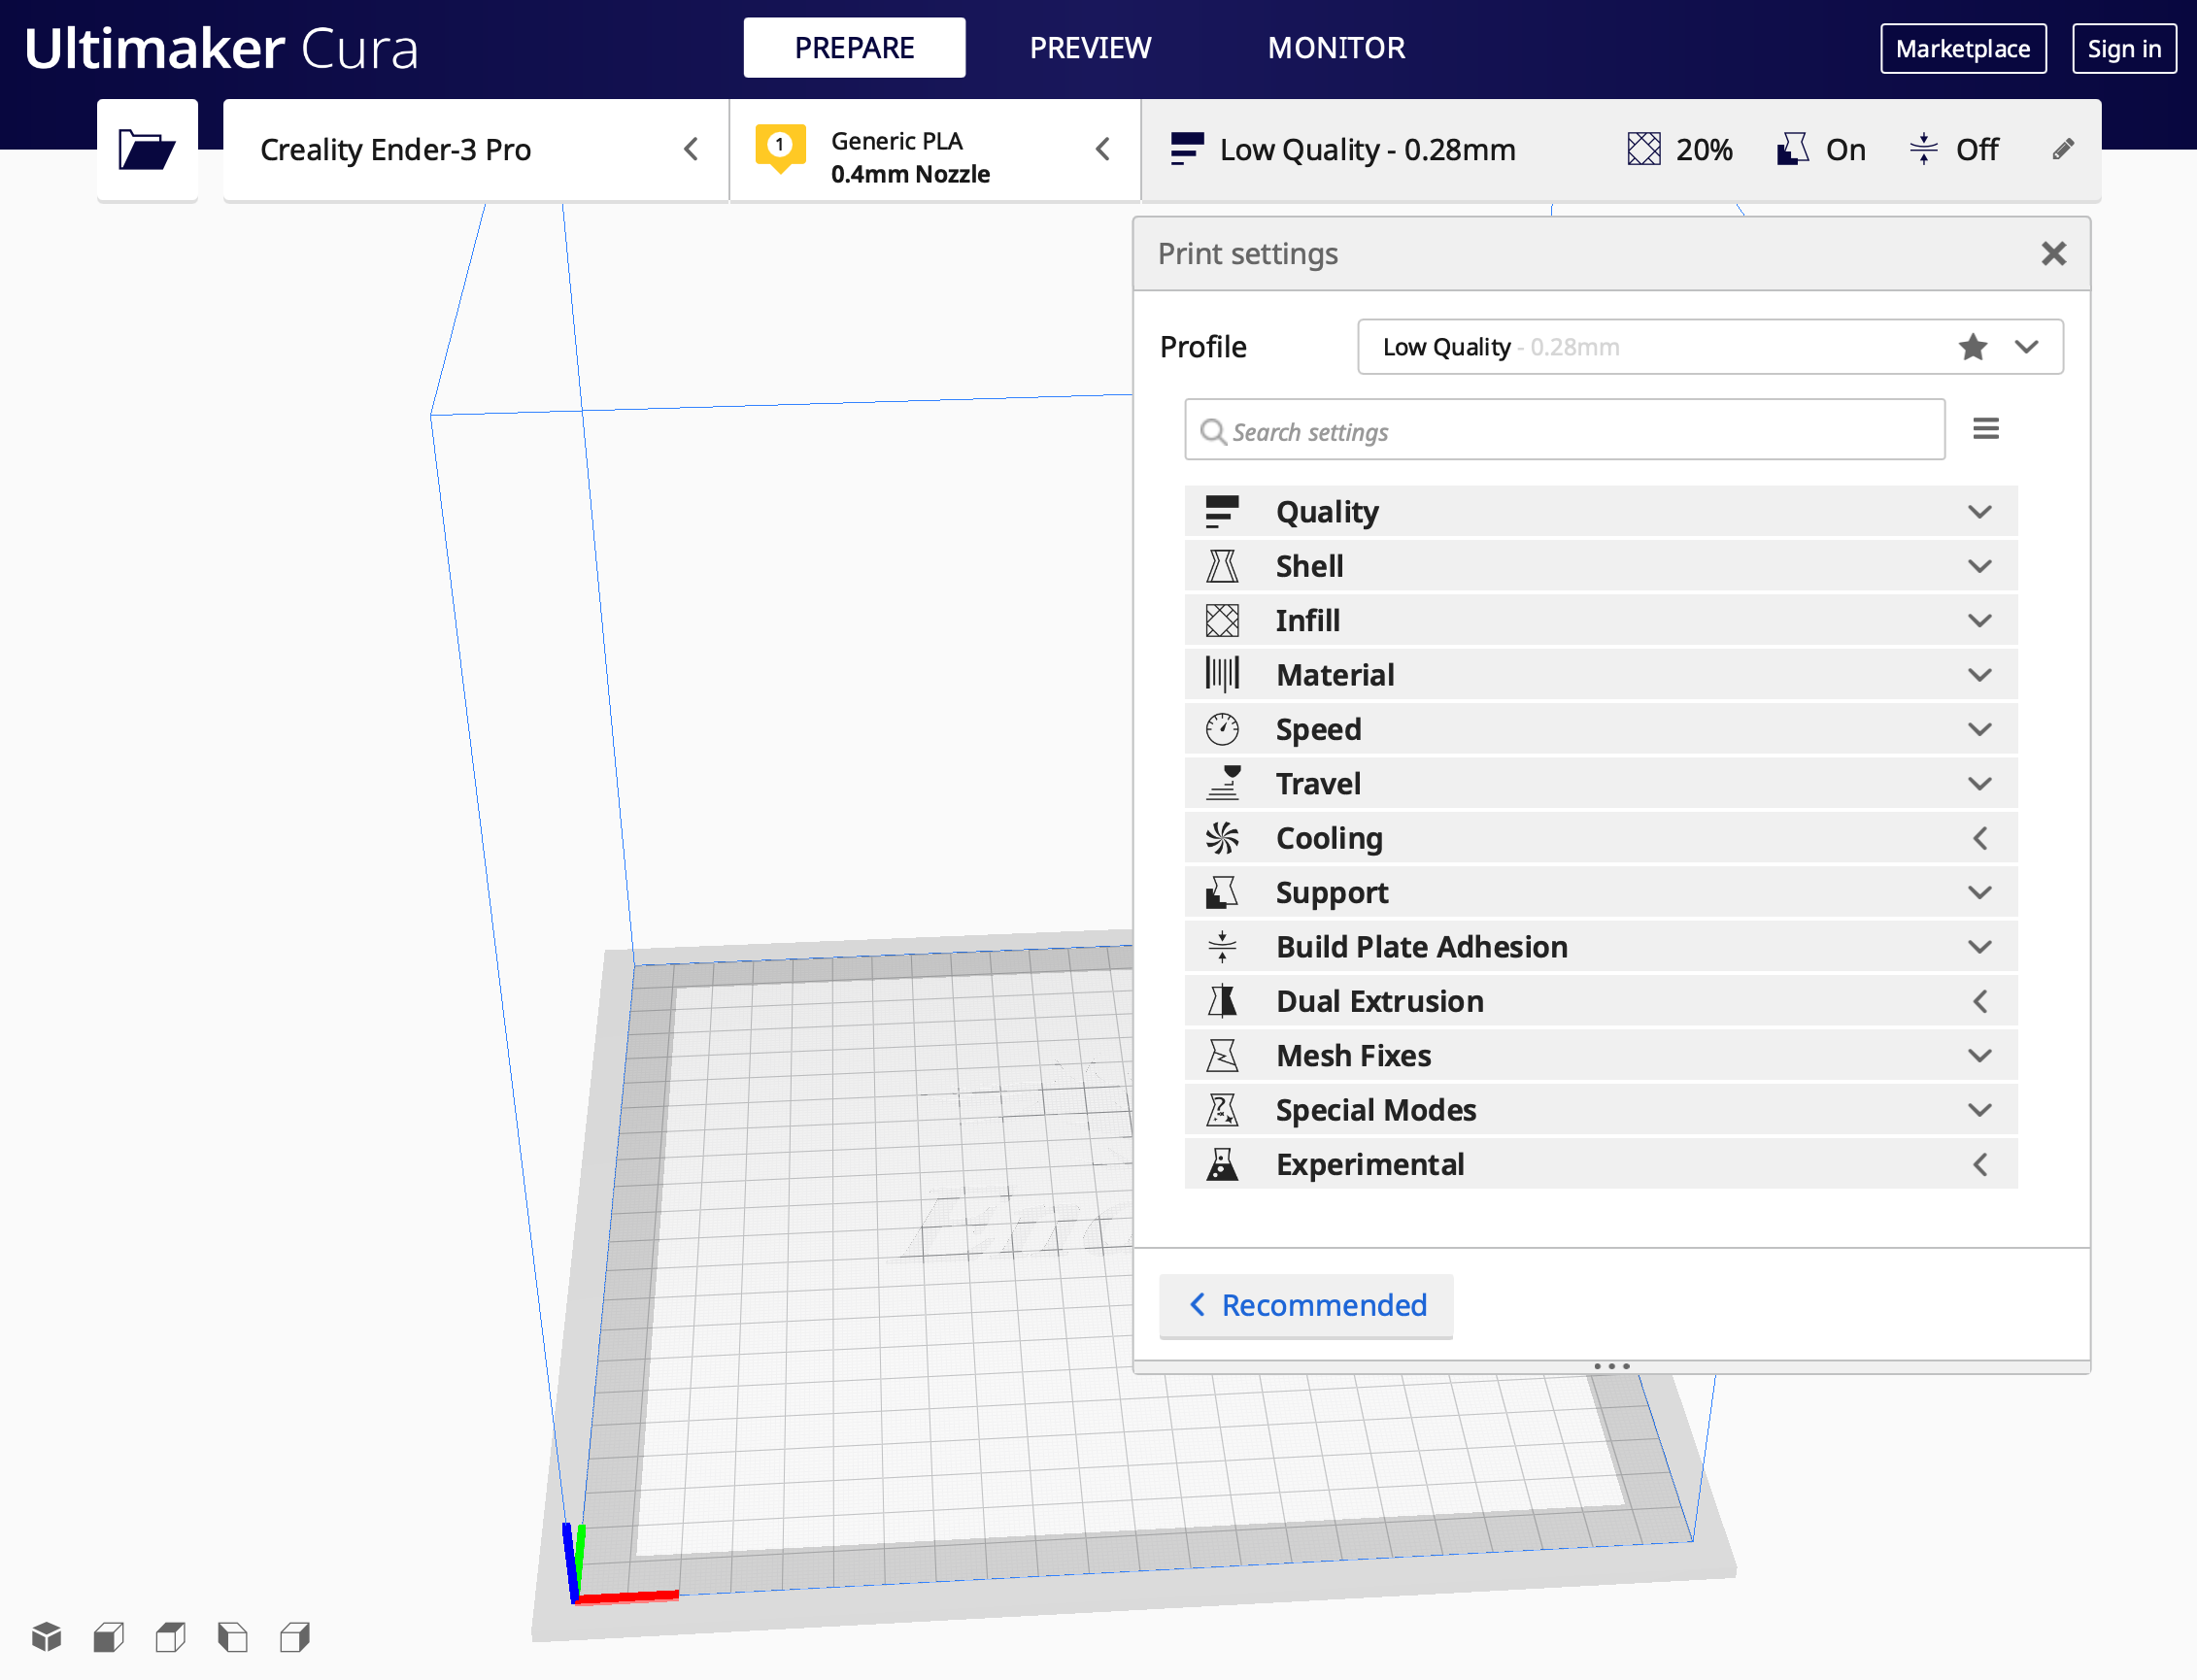 Ultimaker Cura
PREPARE
PREVIEW
MONITOR
Marketplace
Sign in
Creality Ender-3 Pro
1
Generic PLA
0.4mm Nozzle
Low Quality - 0.28mm
20%
On
Off
Print settings
Profile
Low Quality - 0.28mm
Search settings
Quality
Shell
Infill
Material
Speed
Travel
Cooling
Support
Build Plate Adhesion
Dual Extrusion
Mesh Fixes
Special Modes
Experimental
Recommended